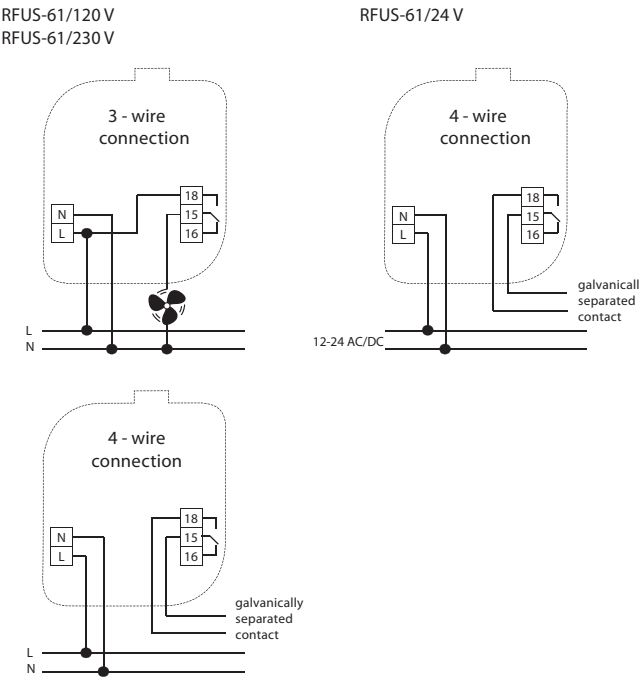 RFUS-61/120 V
RFUS-61/230 V
3 - wire
connection
18
N
15
L
16
L
N
RFUS-61/24 V
4 - wire
connection
18
N
15
L
16
galvanicall
separated
contact
12-24 AC/DC
4 - wire
connection
18
N
15
L
16
galvanically
separated
contact
L
N